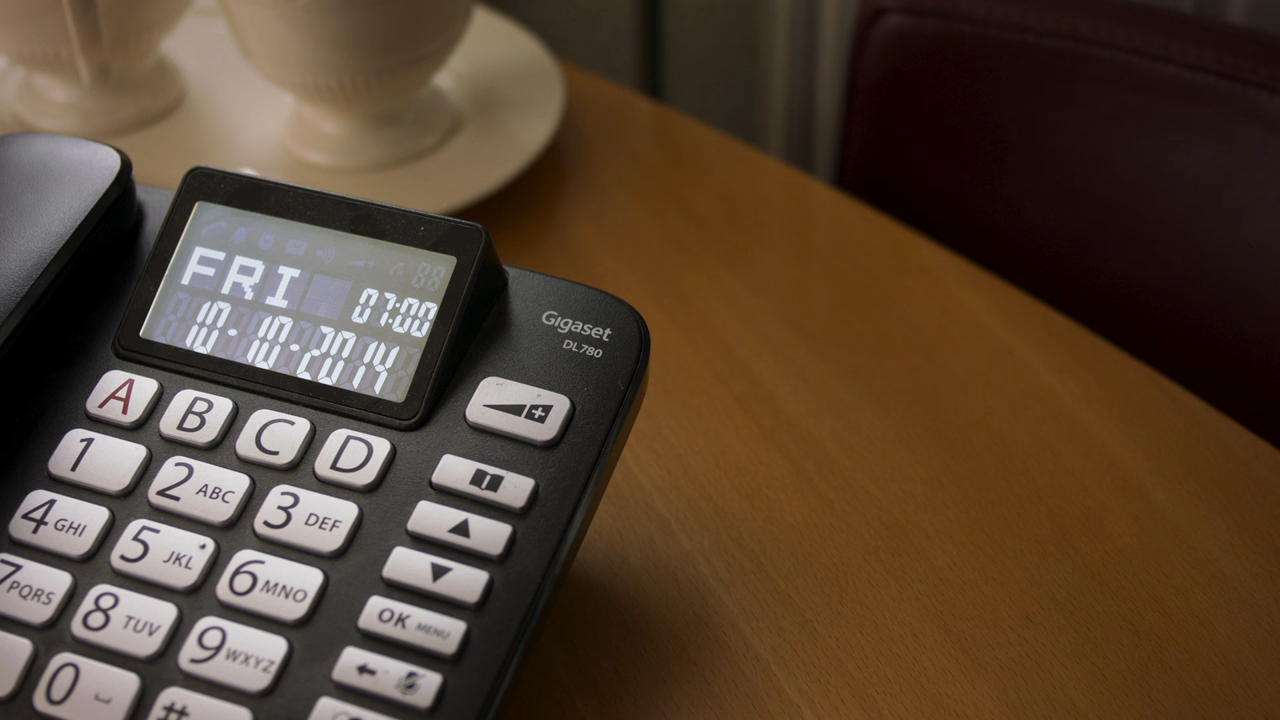 FRI
07:00
10-10-2014
Gigaset
DL780
A B C D
1 2 ABC 3 DEF
4 GHI 5 JKL* 6 MNO
7 PQRS 8 TUV 9 WXYZ
0 #
OK MENU